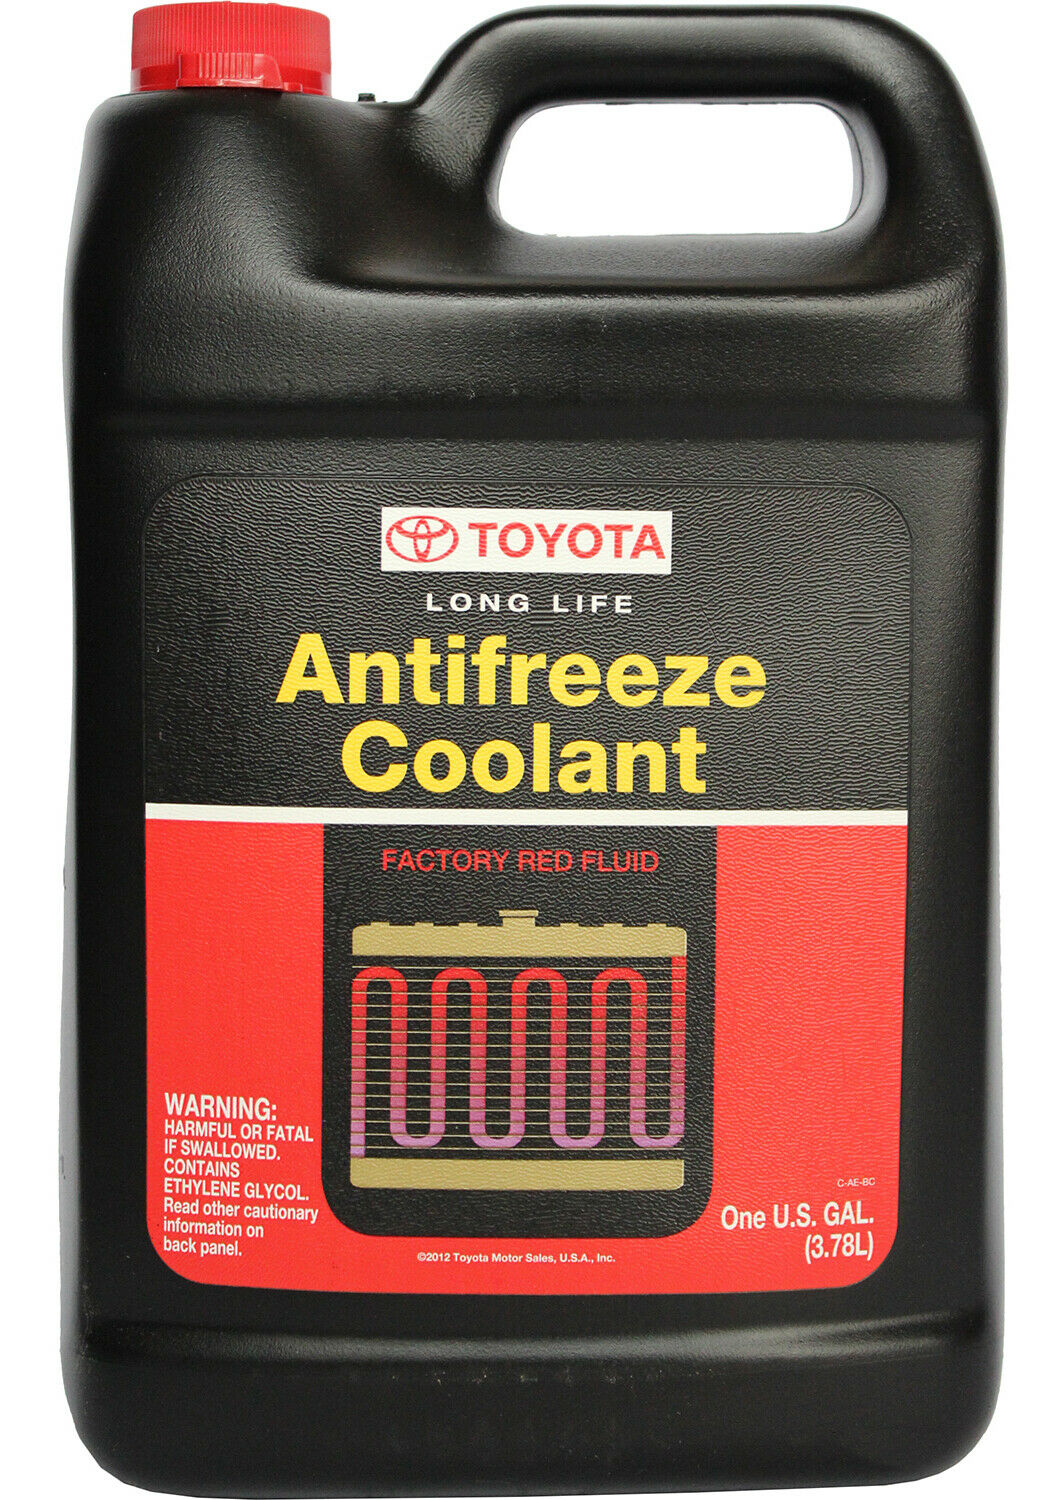 TOYOTA
LONG LIFE
Antifreeze
Coolant
FACTORY RED FLUID
WARNING:
HARMFUL OR FATAL
IF SWALLOWED.
CONTAINS
ETHYLENE GLYCOL.
Read other cautionary
information on
back panel.
C-AE-BC
One U.S. GAL.
(3.78L)
©2012 Toyota Motor Sales, U.S.A., Inc.